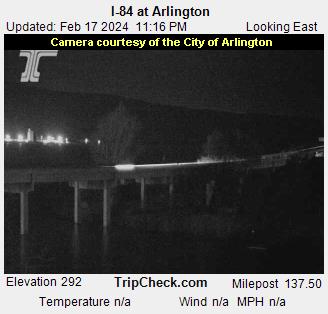 I-84 at Arlington
Updated: Feb 17 2024 11:16 PM Looking East
Camera courtesy of the City of Arlington
Elevation 292 TripCheck.com Milepost 137.50
Temperature n/a Wind n/a MPH n/a